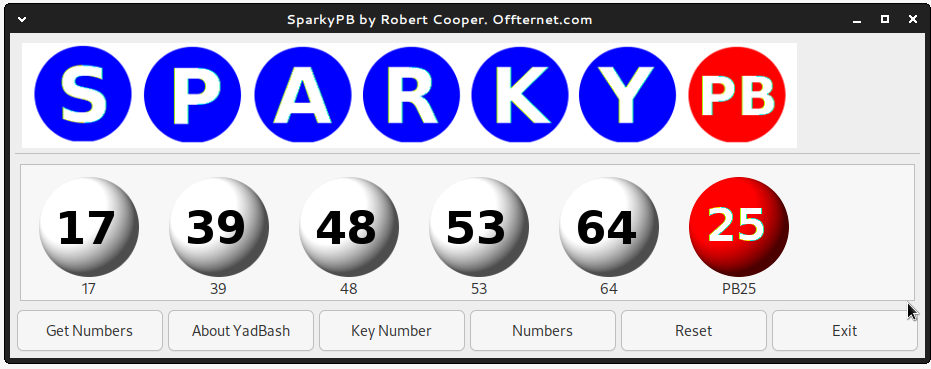 SparkyPB by Robert Cooper. Offternet.com
S P A R K Y PB
17 39 48 53 64 25
17 39 48 53 64 PB25
Get Numbers About YadBash Key Number Numbers Reset Exit